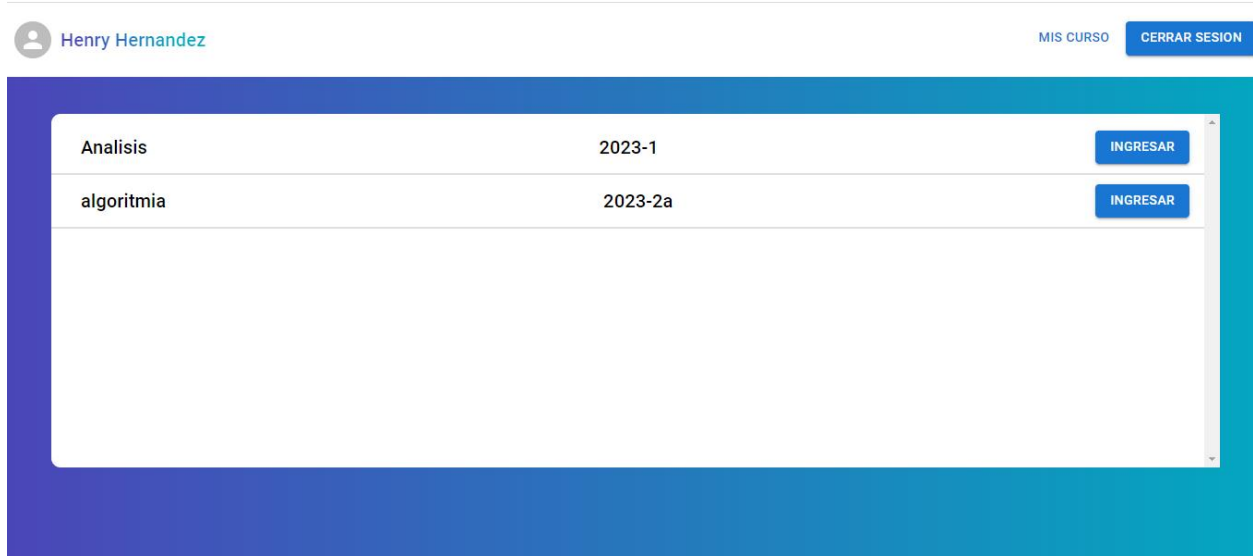 Henry Hernandez MIS CURSO CERRAR SESION
Analisis 2023-1 INGRESAR
algoritmia 2023-2a INGRESAR